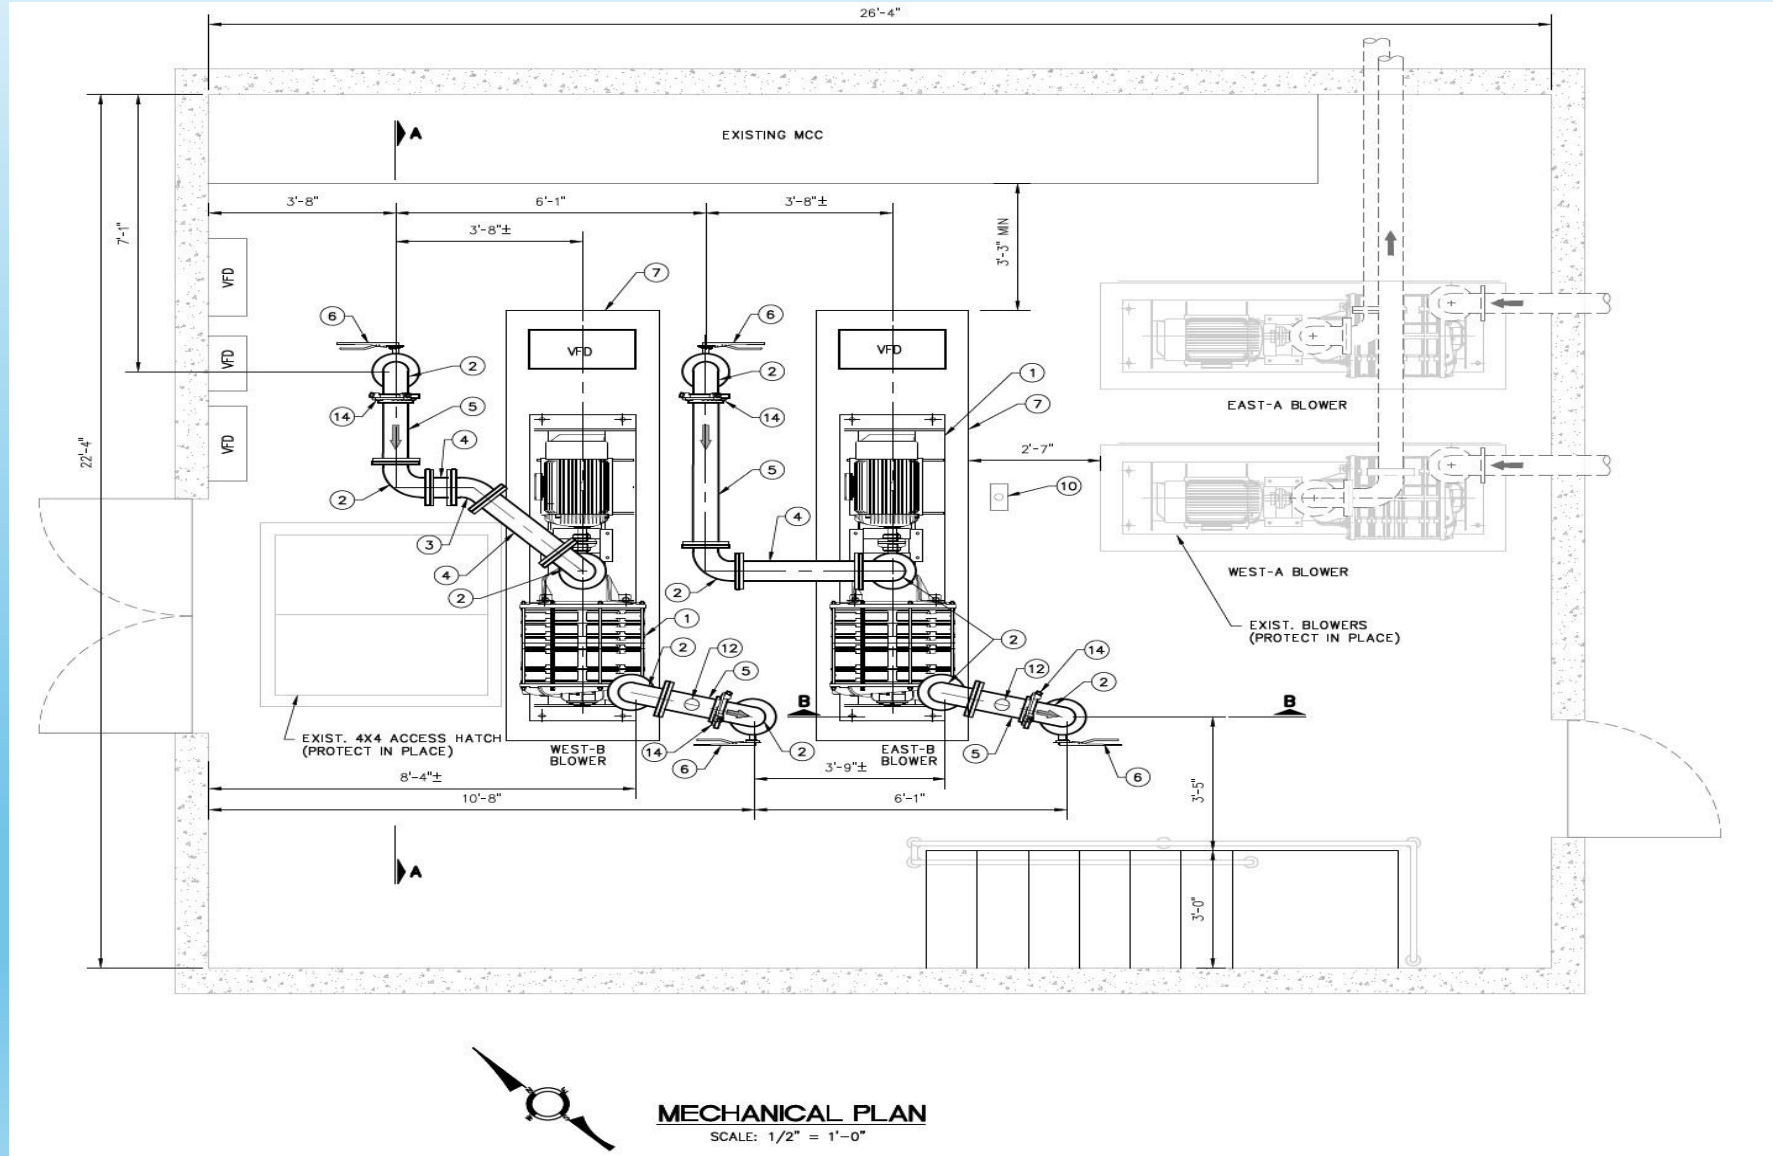 26'-4"
A
EXISTING MCC
3'-8"
6'-1"
3'-8"±
3'-8"±
7'-1"
3'-3" MIN
22'-4"
VFD
VFD
VFD
7
6
6
VFD
VFD
2
2
1
7
14
5
14
4
5
2'-7"
10
EAST-A BLOWER
2
3
4
4
2
2
WEST-A BLOWER
1
2
12
5
2
12
14
2
EXIST. BLOWERS
(PROTECT IN PLACE)
B
B
EXIST. 4X4 ACCESS HATCH
(PROTECT IN PLACE)
WEST-B
BLOWER
14
6
2
EAST-B
BLOWER
5
6
8'-4"±
3'-9"±
10'-8"
6'-1"
3'-5"
A
3'-0"
MECHANICAL PLAN
SCALE: 1/2" = 1'-0"